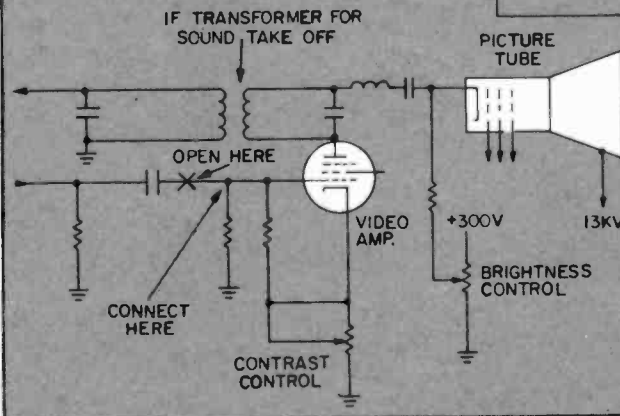 IF TRANSFORMER FOR
SOUND TAKE OFF
PICTURE
TUBE
OPEN HERE
VIDEO
AMP.
+300V
13KV
BRIGHTNESS
CONTROL
CONNECT
HERE
CONTRAST
CONTROL